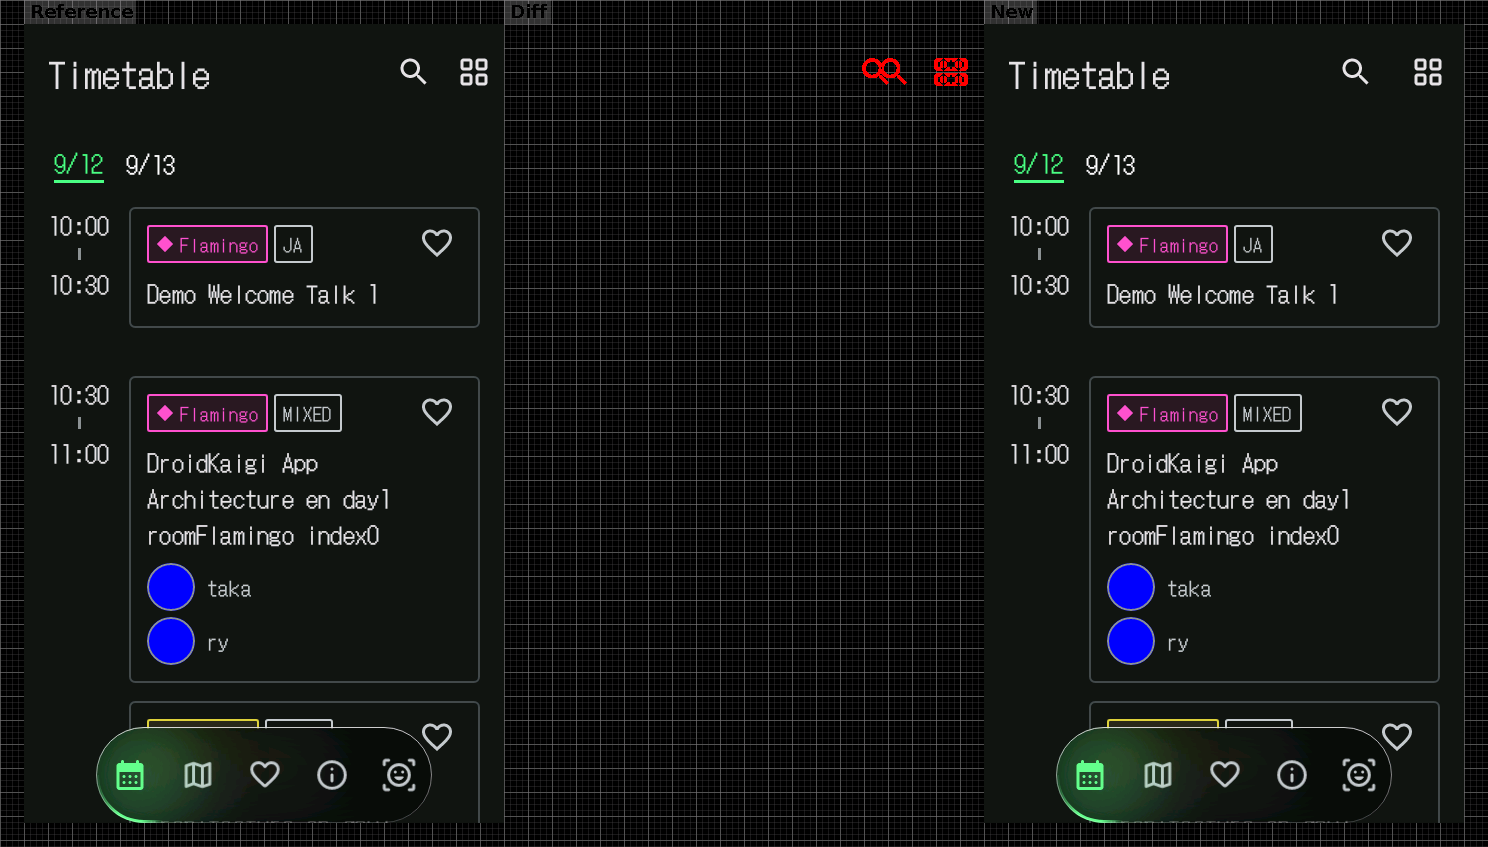 Reference
Diff
New
Timetable
9/12 9/13
10:00
10:30
Flamingo JA
Demo Welcome Talk 1
10:30
11:00
Flamingo MIXED
DroidKaigi App
Architecture en day1
roomFlamingo index0
taka
ry
Timetable
9/12 9/13
10:00
10:30
Flamingo JA
Demo Welcome Talk 1
10:30
11:00
Flamingo MIXED
DroidKaigi App
Architecture en day1
roomFlamingo index0
taka
ry